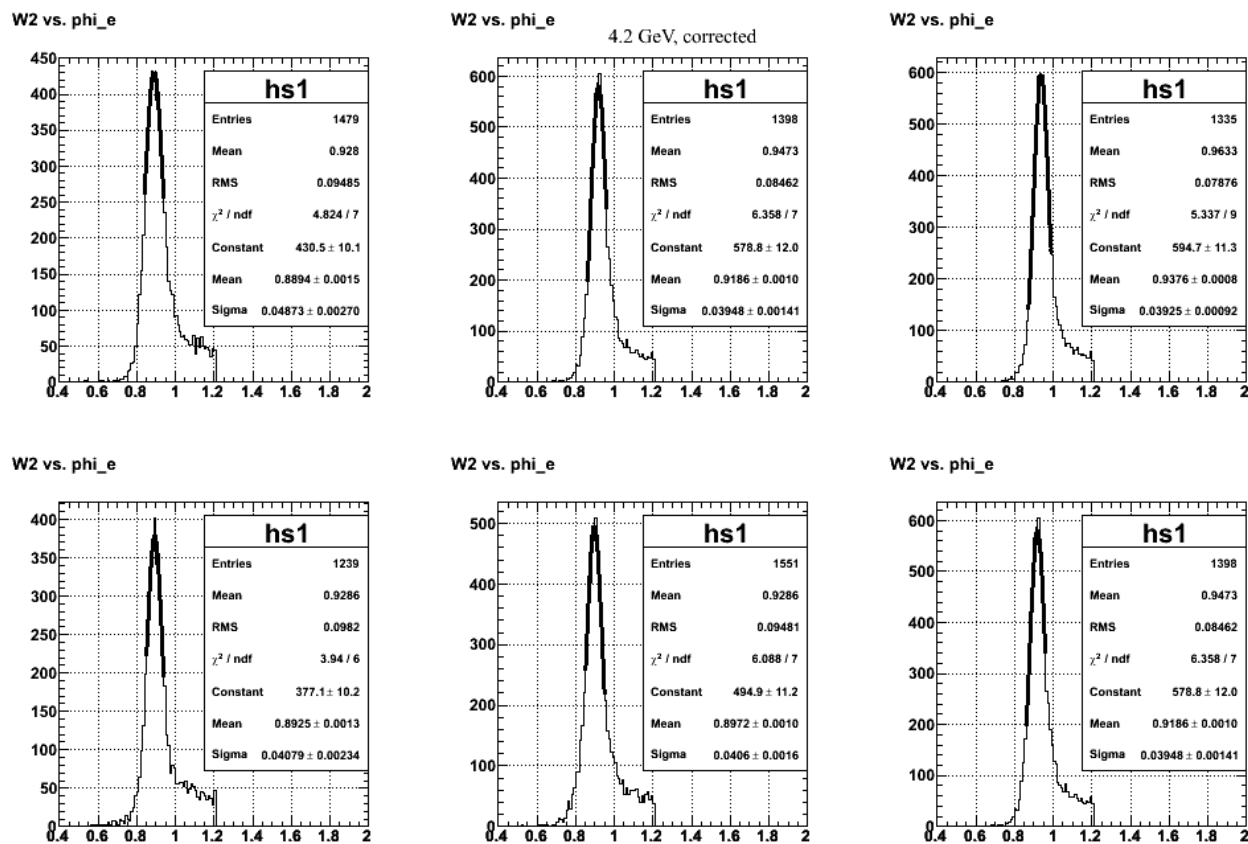 W2 vs. phi_e
450
400
350
300
250
200
150
100
50
0
0.4 0.6 0.8 1 1.2 1.4 1.6 1.8 2
hs1
Entries 1479
Mean 0.928
RMS 0.09485
χ² / ndf 4.824 / 7
Constant 430.5 ± 10.1
Mean 0.8894 ± 0.0015
Sigma 0.04873 ± 0.00270
W2 vs. phi_e
4.2 GeV, corrected
600
500
400
300
200
100
0
0.4 0.6 0.8 1 1.2 1.4 1.6 1.8 2
hs1
Entries 1398
Mean 0.9473
RMS 0.08462
χ² / ndf 6.358 / 7
Constant 578.8 ± 12.0
Mean 0.9186 ± 0.0010
Sigma 0.03948 ± 0.00141
W2 vs. phi_e
600
500
400
300
200
100
0
0.4 0.6 0.8 1 1.2 1.4 1.6 1.8 2
hs1
Entries 1335
Mean 0.9633
RMS 0.07876
χ² / ndf 5.337 / 9
Constant 594.7 ± 11.3
Mean 0.9376 ± 0.0008
Sigma 0.03925 ± 0.00092
W2 vs. phi_e
400
350
300
250
200
150
100
50
0
0.4 0.6 0.8 1 1.2 1.4 1.6 1.8 2
hs1
Entries 1239
Mean 0.9286
RMS 0.0982
χ² / ndf 3.94 / 6
Constant 377.1 ± 10.2
Mean 0.8925 ± 0.0013
Sigma 0.04079 ± 0.00234
W2 vs. phi_e
500
400
300
200
100
0
0.4 0.6 0.8 1 1.2 1.4 1.6 1.8 2
hs1
Entries 1551
Mean 0.9286
RMS 0.09481
χ² / ndf 6.088 / 7
Constant 494.9 ± 11.2
Mean 0.8972 ± 0.0010
Sigma 0.0406 ± 0.0016
W2 vs. phi_e
600
500
400
300
200
100
0
0.4 0.6 0.8 1 1.2 1.4 1.6 1.8 2
hs1
Entries 1398
Mean 0.9473
RMS 0.08462
χ² / ndf 6.358 / 7
Constant 578.8 ± 12.0
Mean 0.9186 ± 0.0010
Sigma 0.03948 ± 0.00141